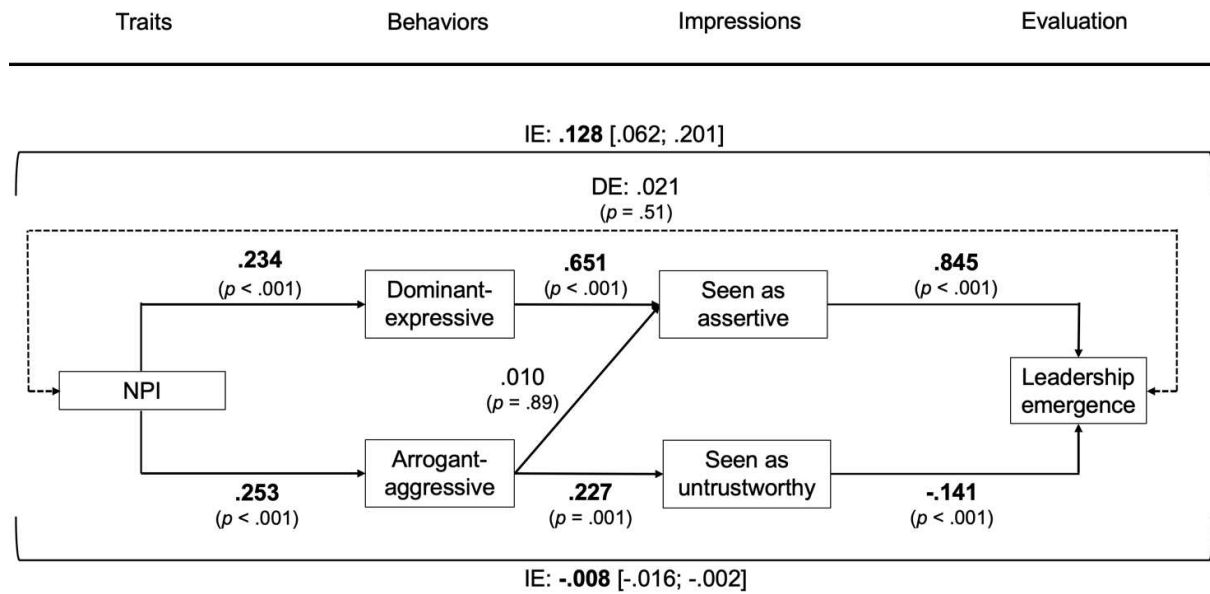 Traits Behaviors Impressions Evaluation
IE: .128 [.062; .201]
DE: .021
(p = .51)
.234 .651 .845
(p < .001) (p < .001) (p < .001)
Dominant-
expressive
Seen as
assertive
.010
(p = .89)
NPI
Leadership
emergence
Arrogant-
aggressive
Seen as
untrustworthy
.253 .227 -.141
(p < .001) (p = .001) (p < .001)
IE: -.008 [-.016; -.002]